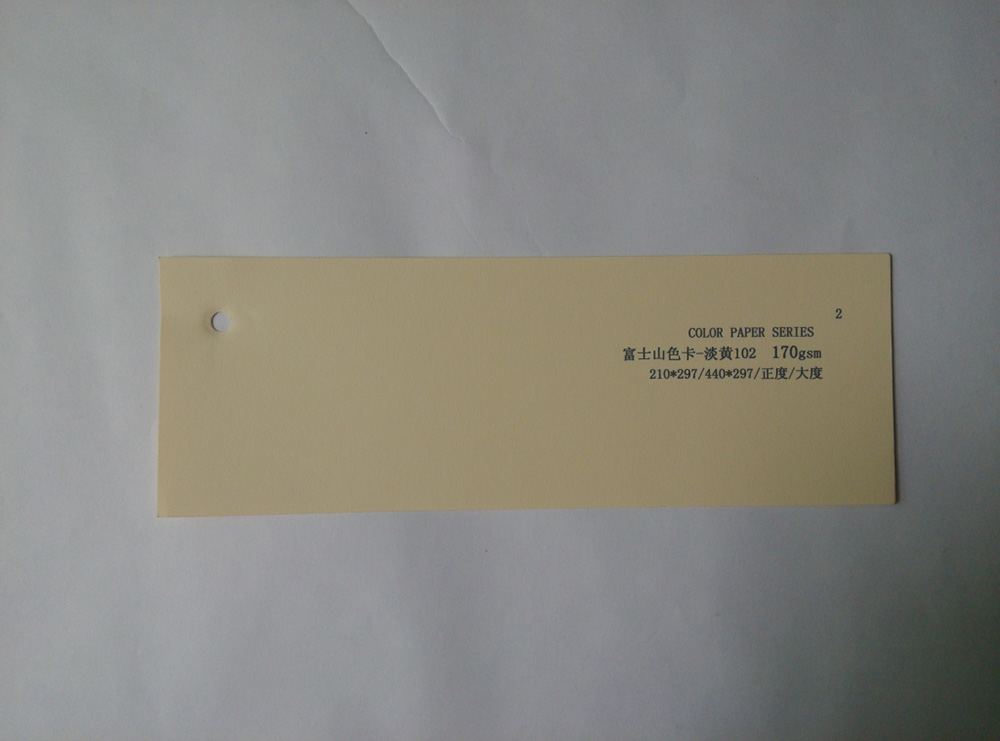 2
COLOR PAPER SERIES
富士山色卡-淡黄102 170gsm
210*297/440*297/正度/大度